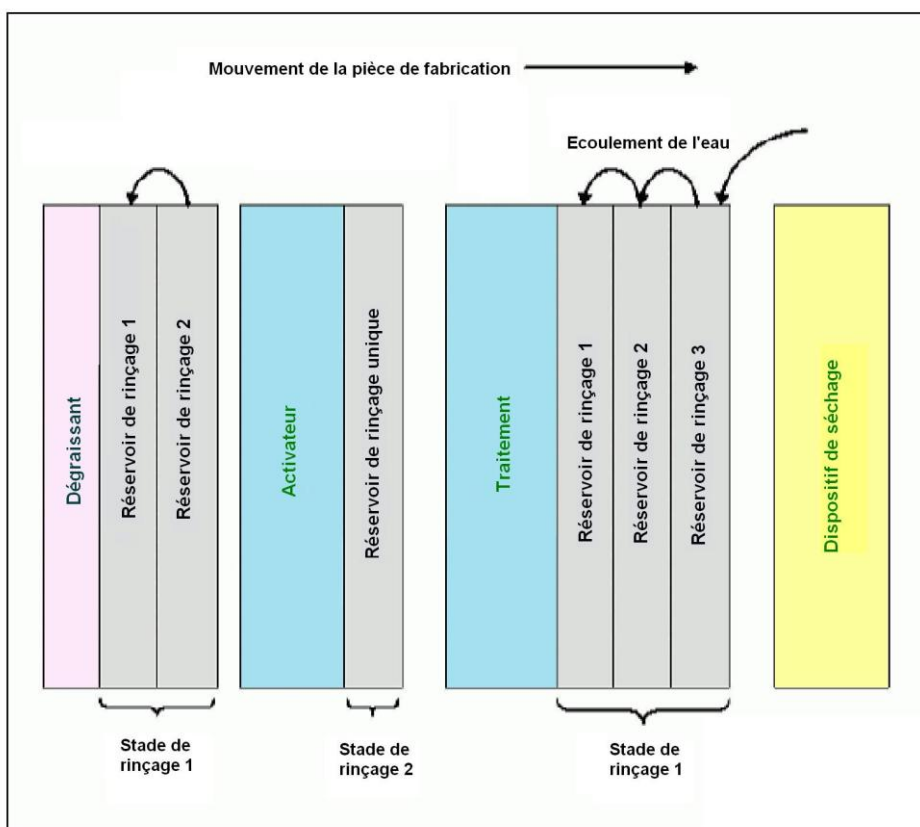 Mouvement de la pièce de fabrication
Ecoulement de l'eau
Dégraissant
Réservoir de rinçage 1
Réservoir de rinçage 2
Activateur
Réservoir de rinçage unique
Traitement
Réservoir de rinçage 1
Réservoir de rinçage 2
Réservoir de rinçage 3
Dispositif de séchage
Stade de
rinçage 1
Stade de
rinçage 2
Stade de
rinçage 1